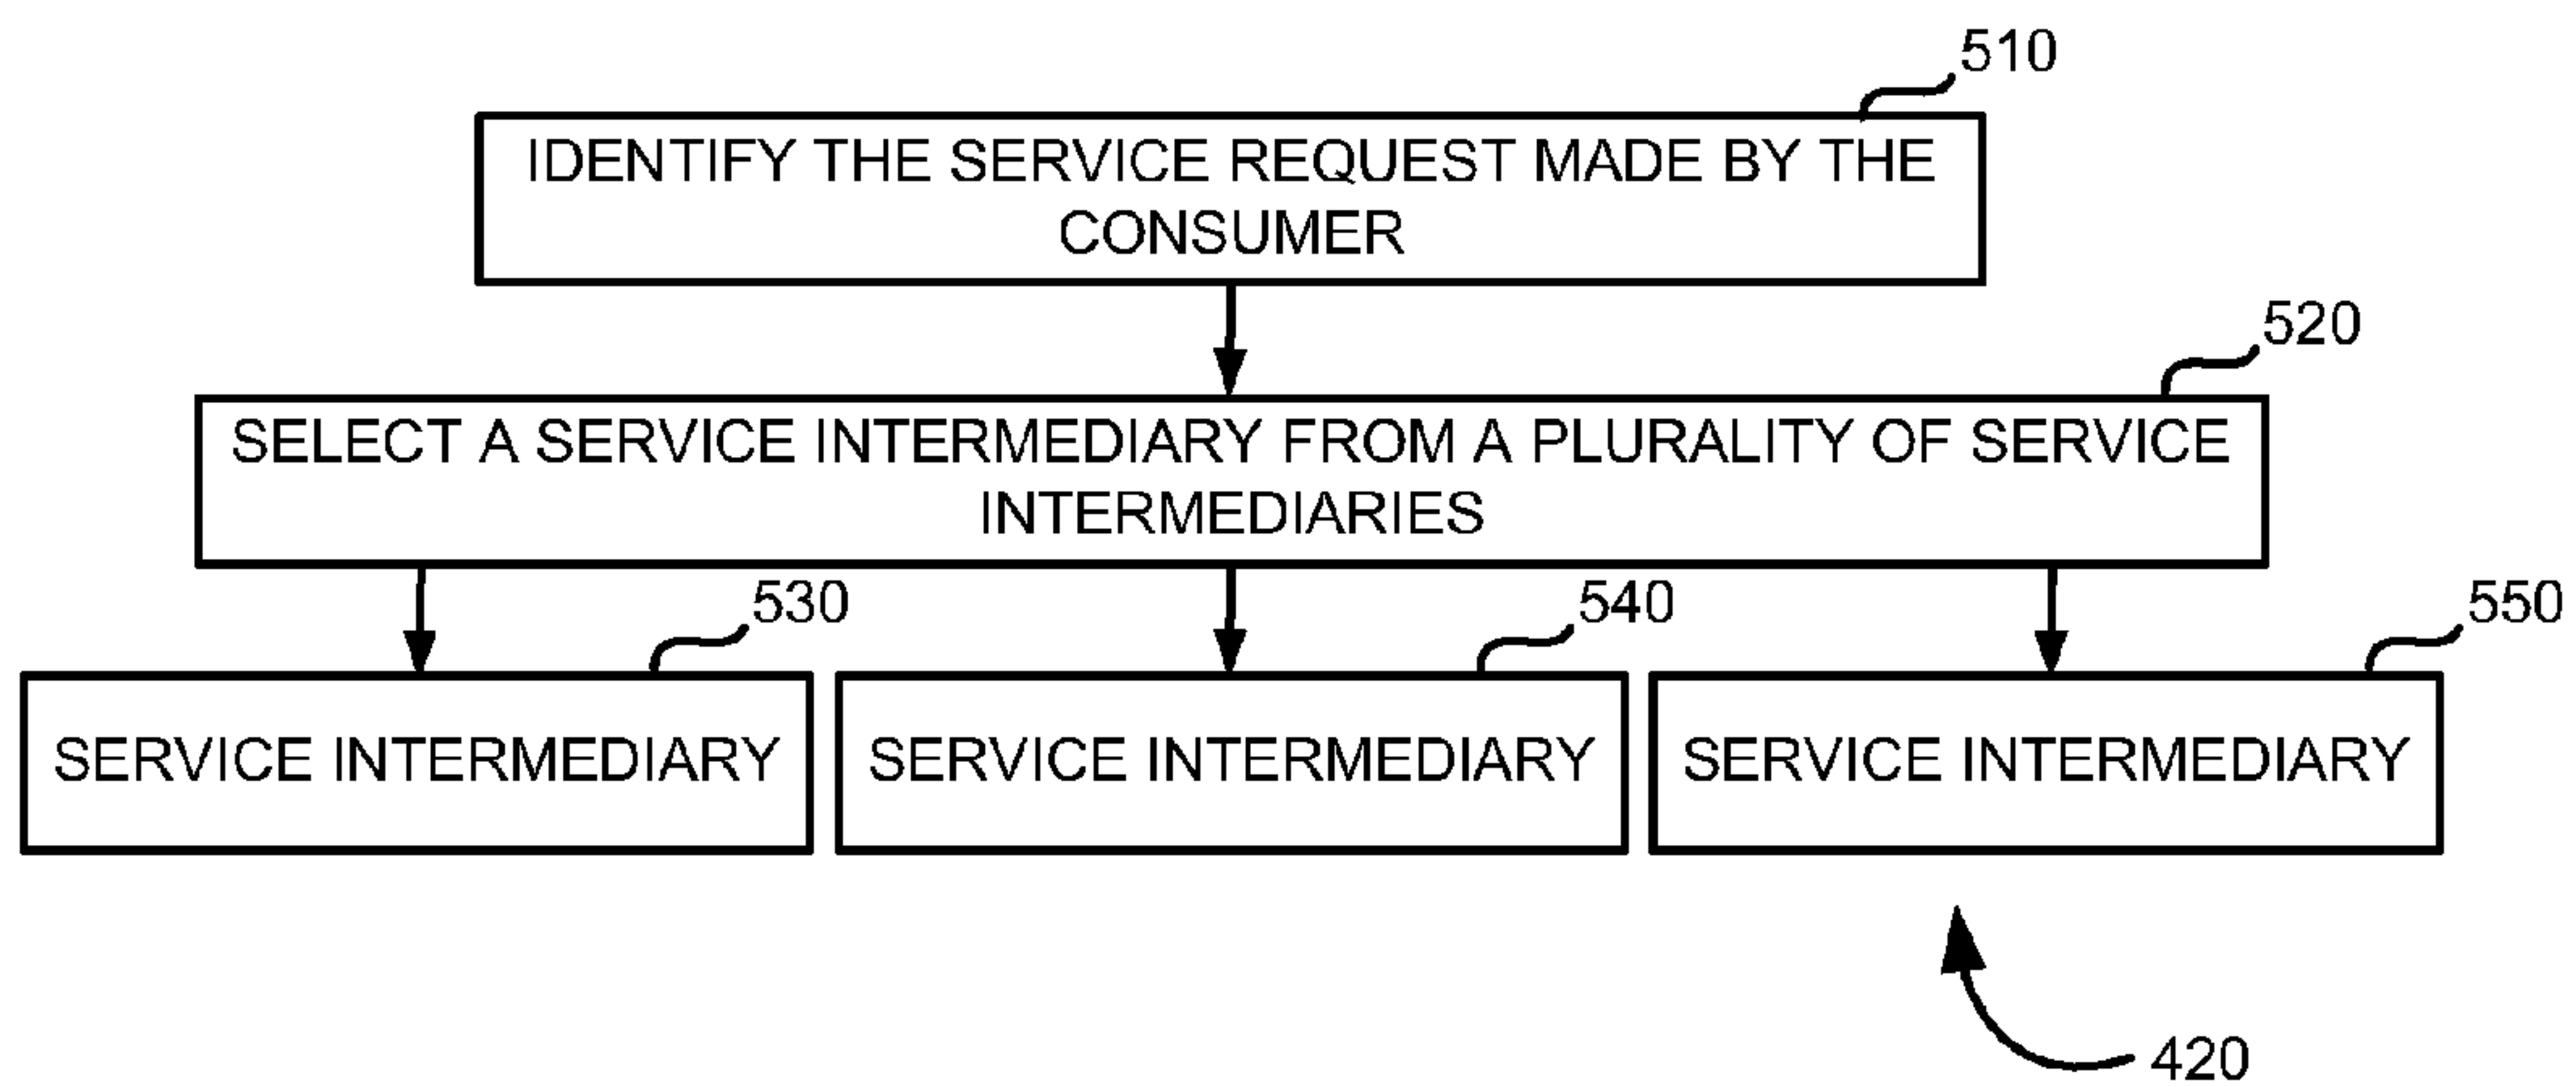 510
IDENTIFY THE SERVICE REQUEST MADE BY THE
CONSUMER
520
SELECT A SERVICE INTERMEDIARY FROM A PLURALITY OF SERVICE
INTERMEDIARIES
530
540
550
SERVICE INTERMEDIARY
SERVICE INTERMEDIARY
SERVICE INTERMEDIARY
420